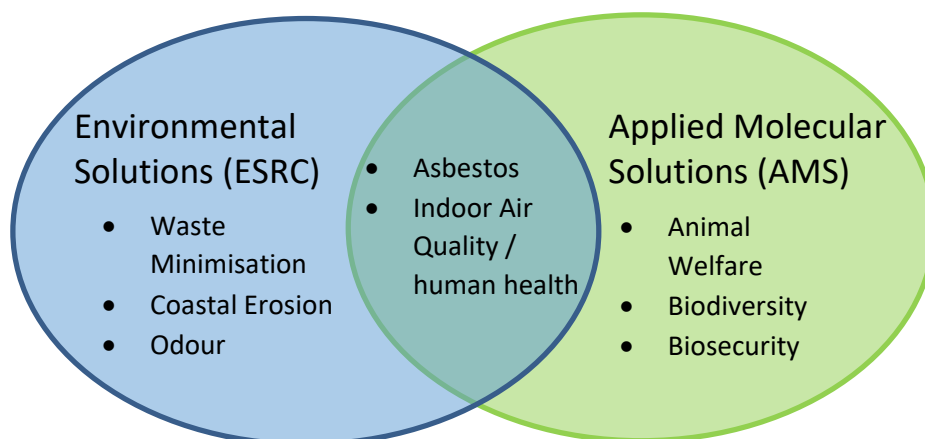 Environmental
Solutions (ESRC)
• Waste
Minimisation
• Coastal Erosion
• Odour
• Asbestos
• Indoor Air
Quality /
human health
Applied Molecular
Solutions (AMS)
• Animal
Welfare
• Biodiversity
• Biosecurity